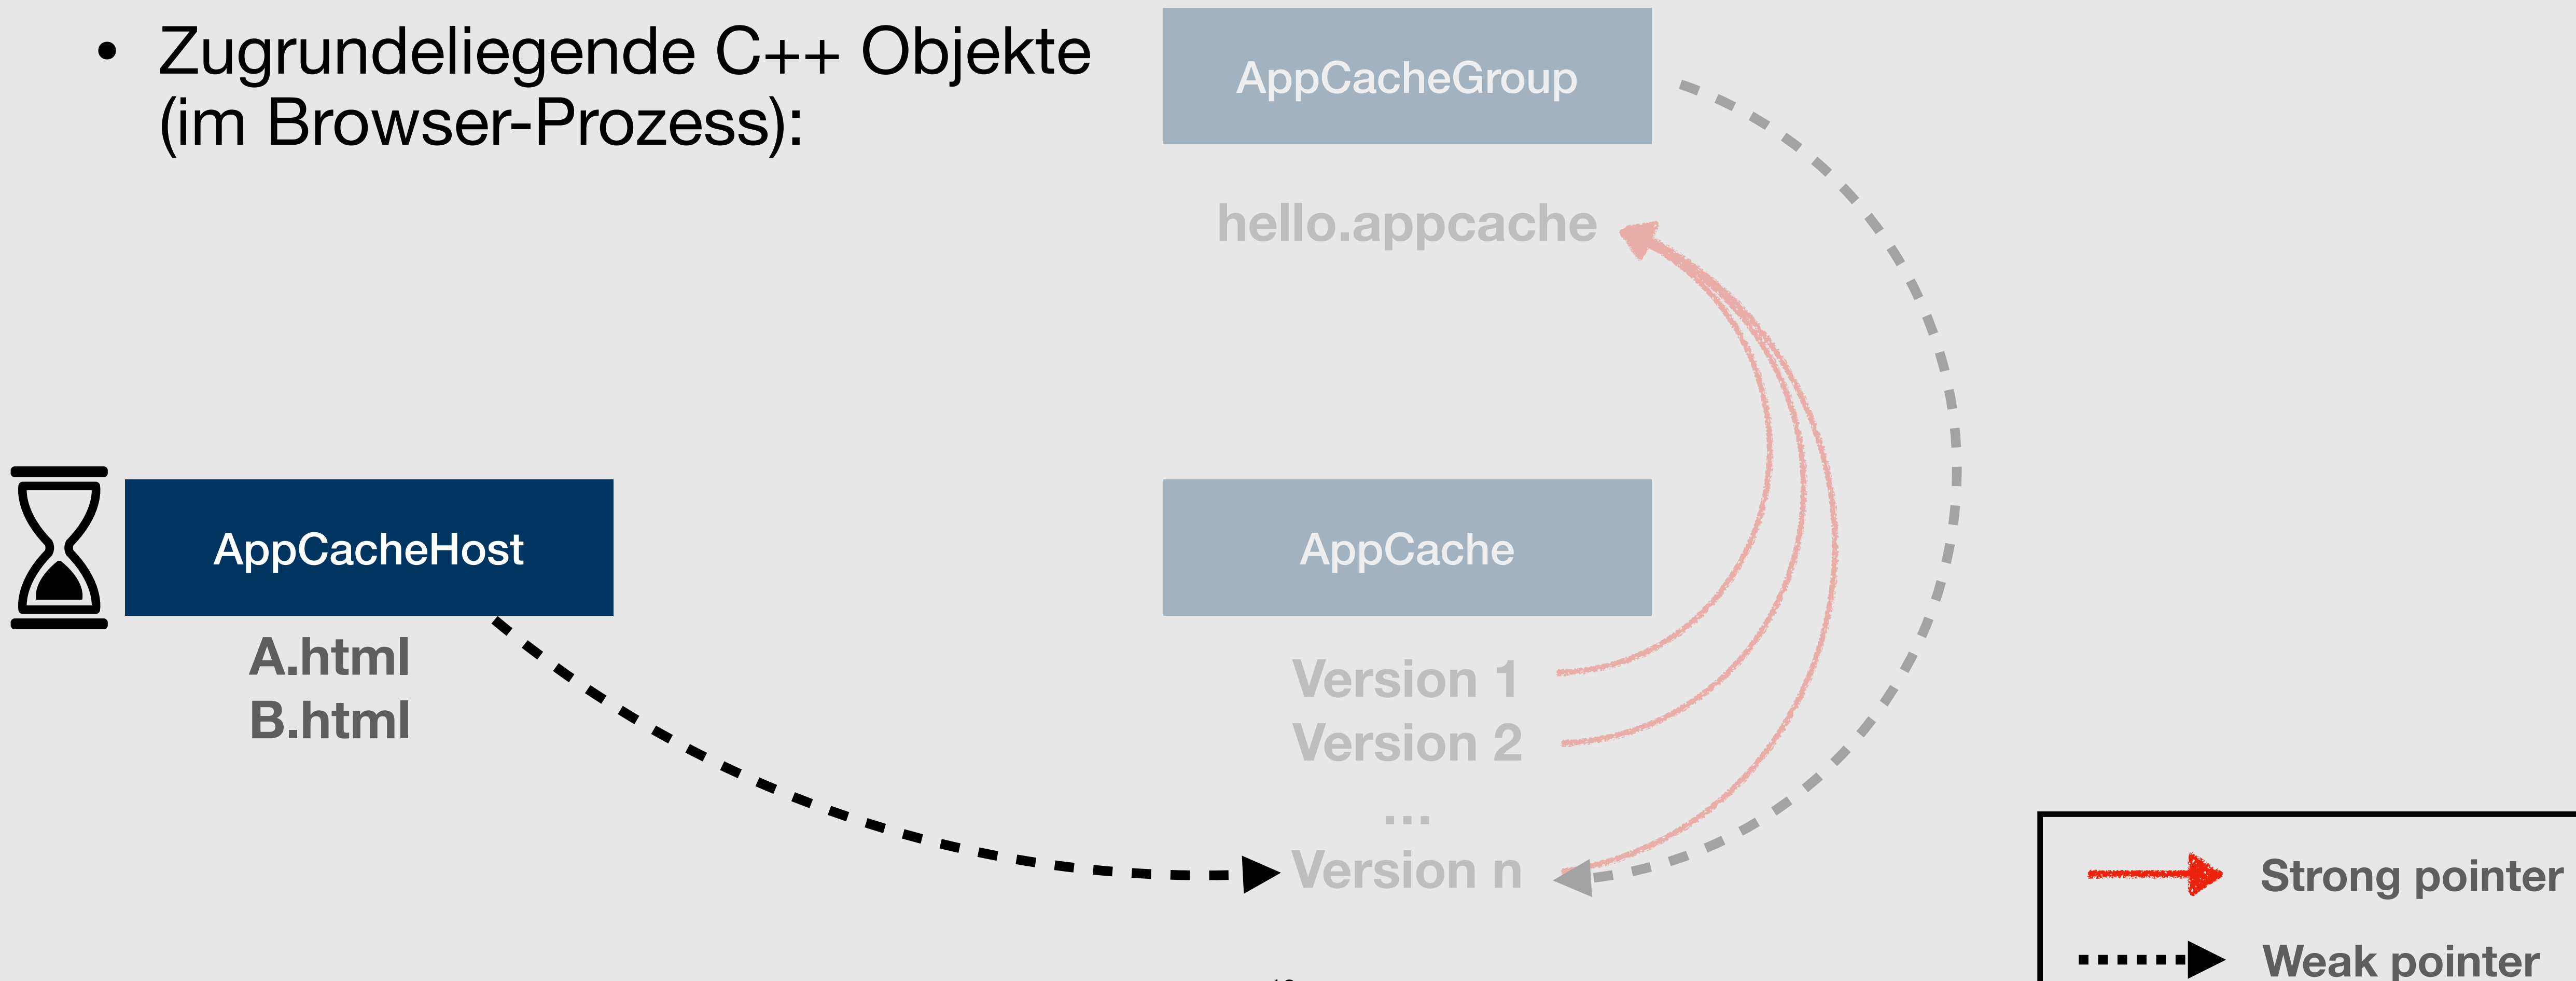 • Zugrundeliegende C++ Objekte
(im Browser-Prozess):
AppCacheGroup
hello.appcache
AppCacheHost
A.html
B.html
AppCache
Version 1
Version 2
...
Version n
Strong pointer
Weak pointer